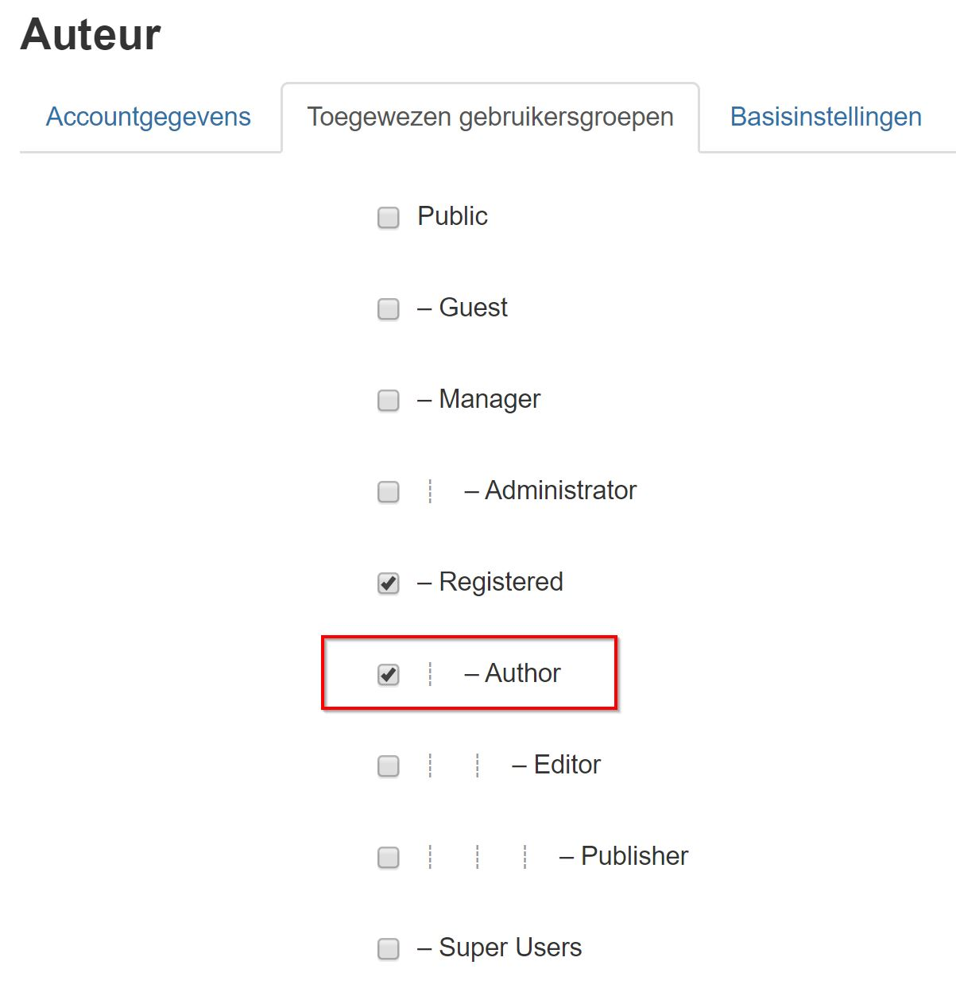 Auteur
Accountgegevens Toegewezen gebruikersgroepen Basisinstellingen
Public
– Guest
– Manager
┊ – Administrator
– Registered
┊ – Author
┊ ┊ – Editor
┊ ┊ ┊ – Publisher
– Super Users